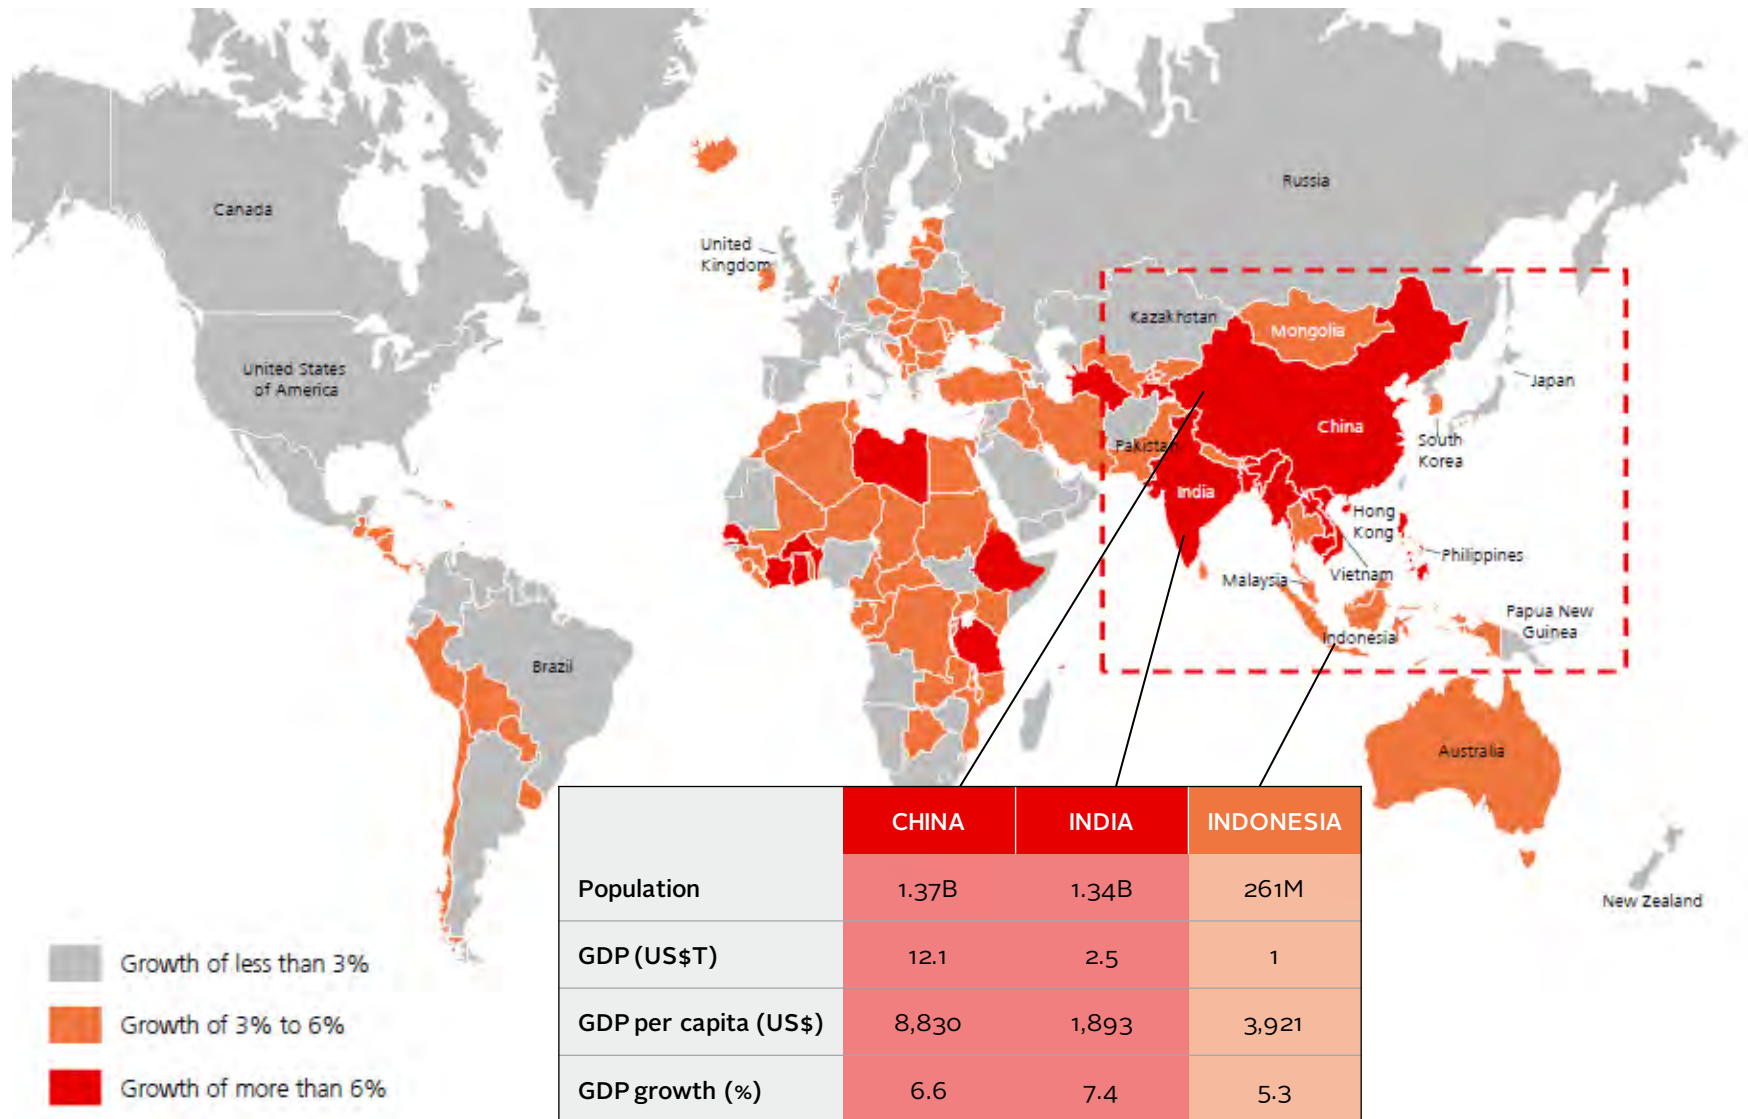 Canada
Russia
United
Kingdom
Kazakhstan
Mongolia
United States
of America
Japan
China
Pakistan
South
Korea
India
Hong
Kong
Philippines
Malaysia
Vietnam
Papua New
Guinea
Indonesia
Brazil
Australia
New Zealand
CHINA INDIA INDONESIA
Population 1.37B 1.34B 261M
GDP (US$T) 12.1 2.5 1
GDP per capita (US$) 8,830 1,893 3,921
GDP growth (%) 6.6 7.4 5.3
Growth of less than 3%
Growth of 3% to 6%
Growth of more than 6%